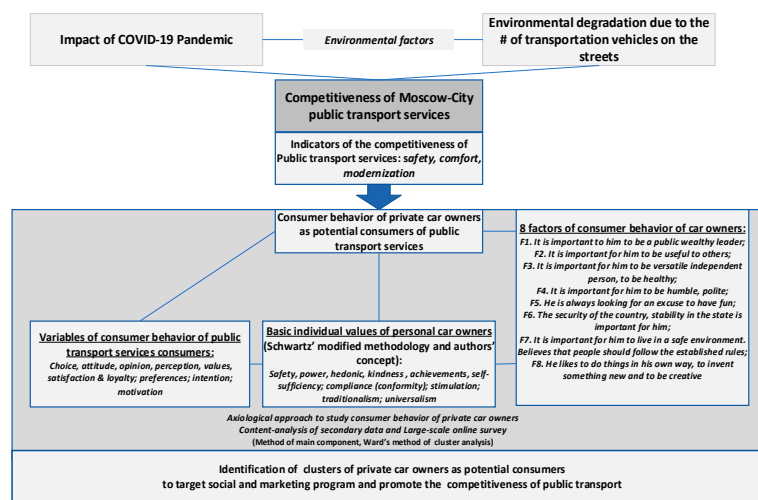 Impact of COVID-19 Pandemic
Environmental factors
Environmental degradation due to the
# of transportation vehicles on the
streets
Competitiveness of Moscow-City
public transport services
Indicators of the competitiveness of
Public transport services: safety, comfort,
modernization
Consumer behavior of private car owners
as potential consumers of public
transport services
8 factors of consumer behavior of car owners:
F1. It is important to him to be a public wealthy leader;
F2. It is important for him to be useful to others;
F3. It is important for him to be versatile independent
person, to be healthy;
F4. It is important for him to be humble, polite;
F5. He is always looking for an excuse to have fun;
F6. The security of the country, stability in the state is
important for him;
F7. It is important for him to live in a safe environment.
Believes that people should follow the established rules;
F8. He likes to do things in his own way, to invent
something new and to be creative
Variables of consumer behavior of public
transport services consumers:
Choice, attitude, opinion, perception, values,
satisfaction & loyalty; preferences; intention;
motivation
Basic individual values of personal car owners
(Schwartz' modified methodology and authors'
concept):
Safety, power, hedonic, kindness , achievements, self-
sufficiency; compliance (conformity); stimulation;
traditionalism; universalism
Axiological approach to study consumer behavior of private car owners
Content-analysis of secondary data and Large-scale online survey
(Method of main component, Ward's method of cluster analysis)
Identification of clusters of private car owners as potential consumers
to target social and marketing program and promote the competitiveness of public transport